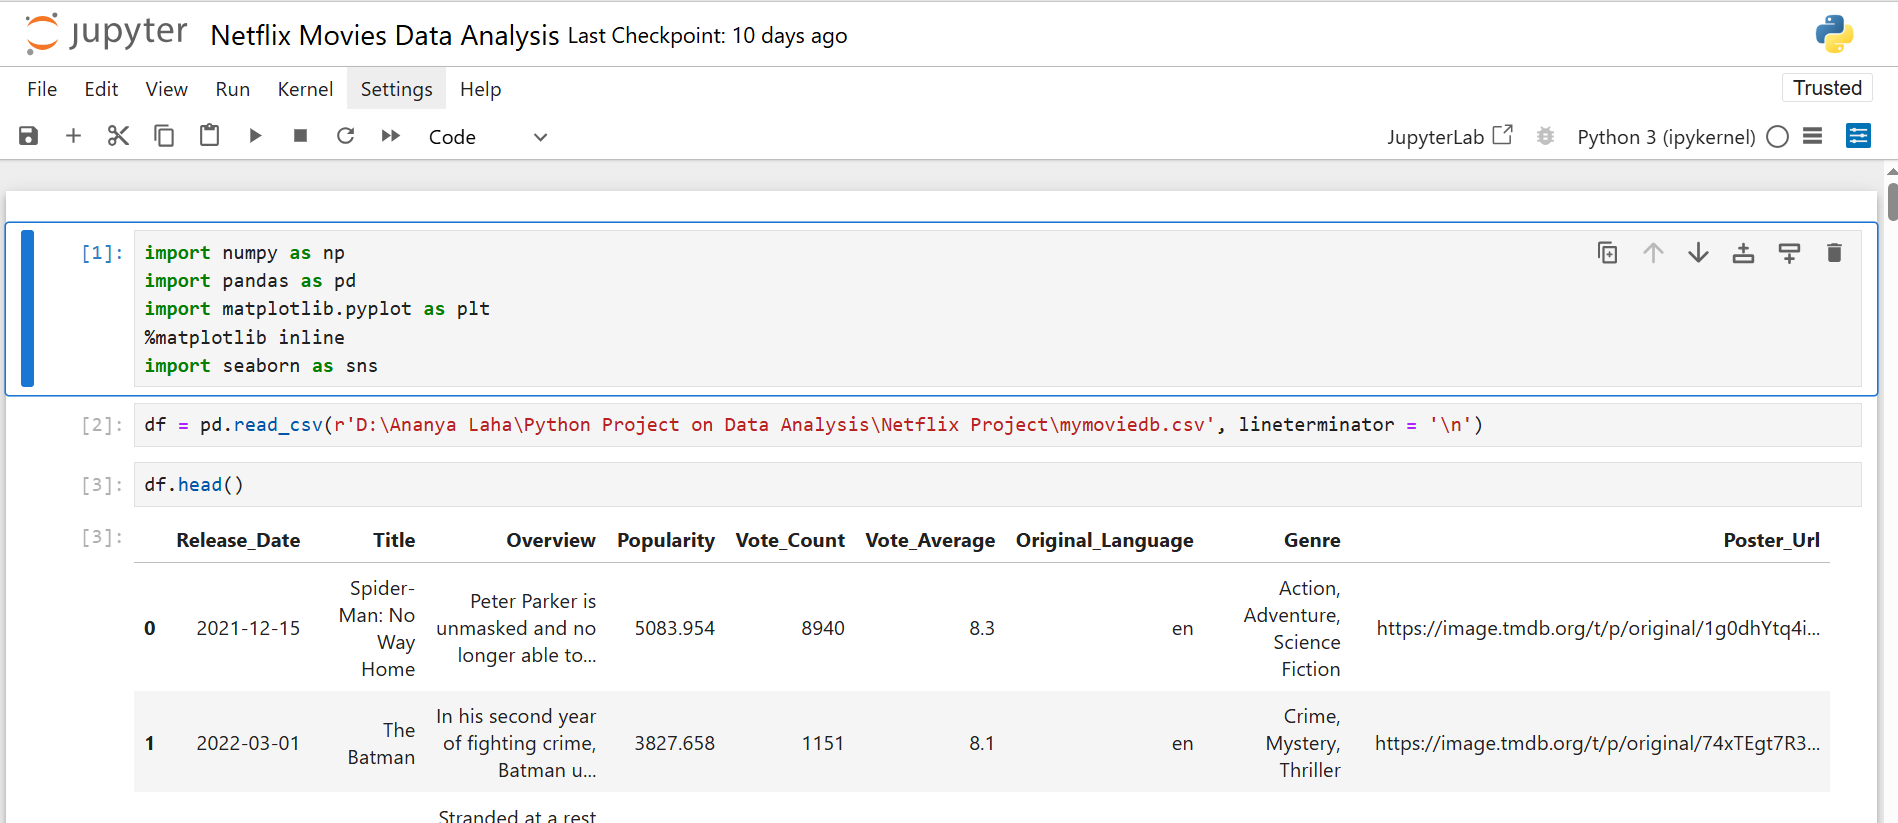 jupyter Netflix Movies Data Analysis Last Checkpoint: 10 days ago
File Edit View Run Kernel Settings Help Trusted
Code JupyterLab Python 3 (ipykernel)
[1]: import numpy as np
import pandas as pd
import matplotlib.pyplot as plt
%matplotlib inline
import seaborn as sns
[2]: df = pd.read_csv(r'D:\Ananya Laha\Python Project on Data Analysis\Netflix Project\mymoviedb.csv', lineterminator = '\n')
[3]: df.head()
[3]: Release_Date Title Overview Popularity Vote_Count Vote_Average Original_Language Genre Poster_Url
0 2021-12-15
Spider-
Man: No
Way
Home
Peter Parker is
unmasked and no
longer able to...
5083.954 8940 8.3 en
Action,
Adventure,
Science
Fiction
https://image.tmdb.org/t/p/original/1g0dhYtq4i...
1 2022-03-01
The
Batman
In his second year
of fighting crime,
Batman u...
3827.658 1151 8.1 en
Crime,
Mystery,
Thriller
https://image.tmdb.org/t/p/original/74xTEgt7R3...
Stranded at a rest